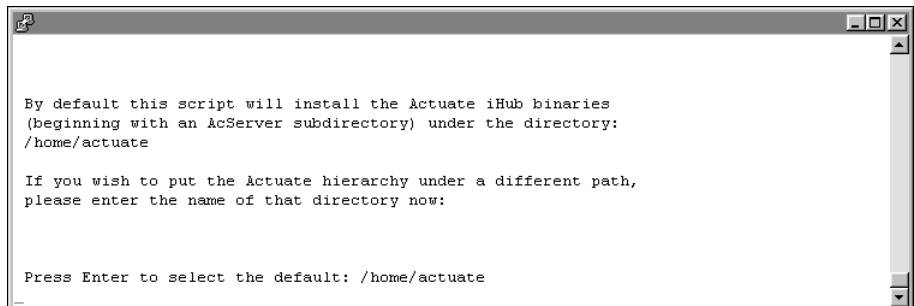 By default this script will install the Actuate iHub binaries
(beginning with an AcServer subdirectory) under the directory:
/home/actuate
If you wish to put the Actuate hierarchy under a different path,
please enter the name of that directory now:
Press Enter to select the default: /home/actuate